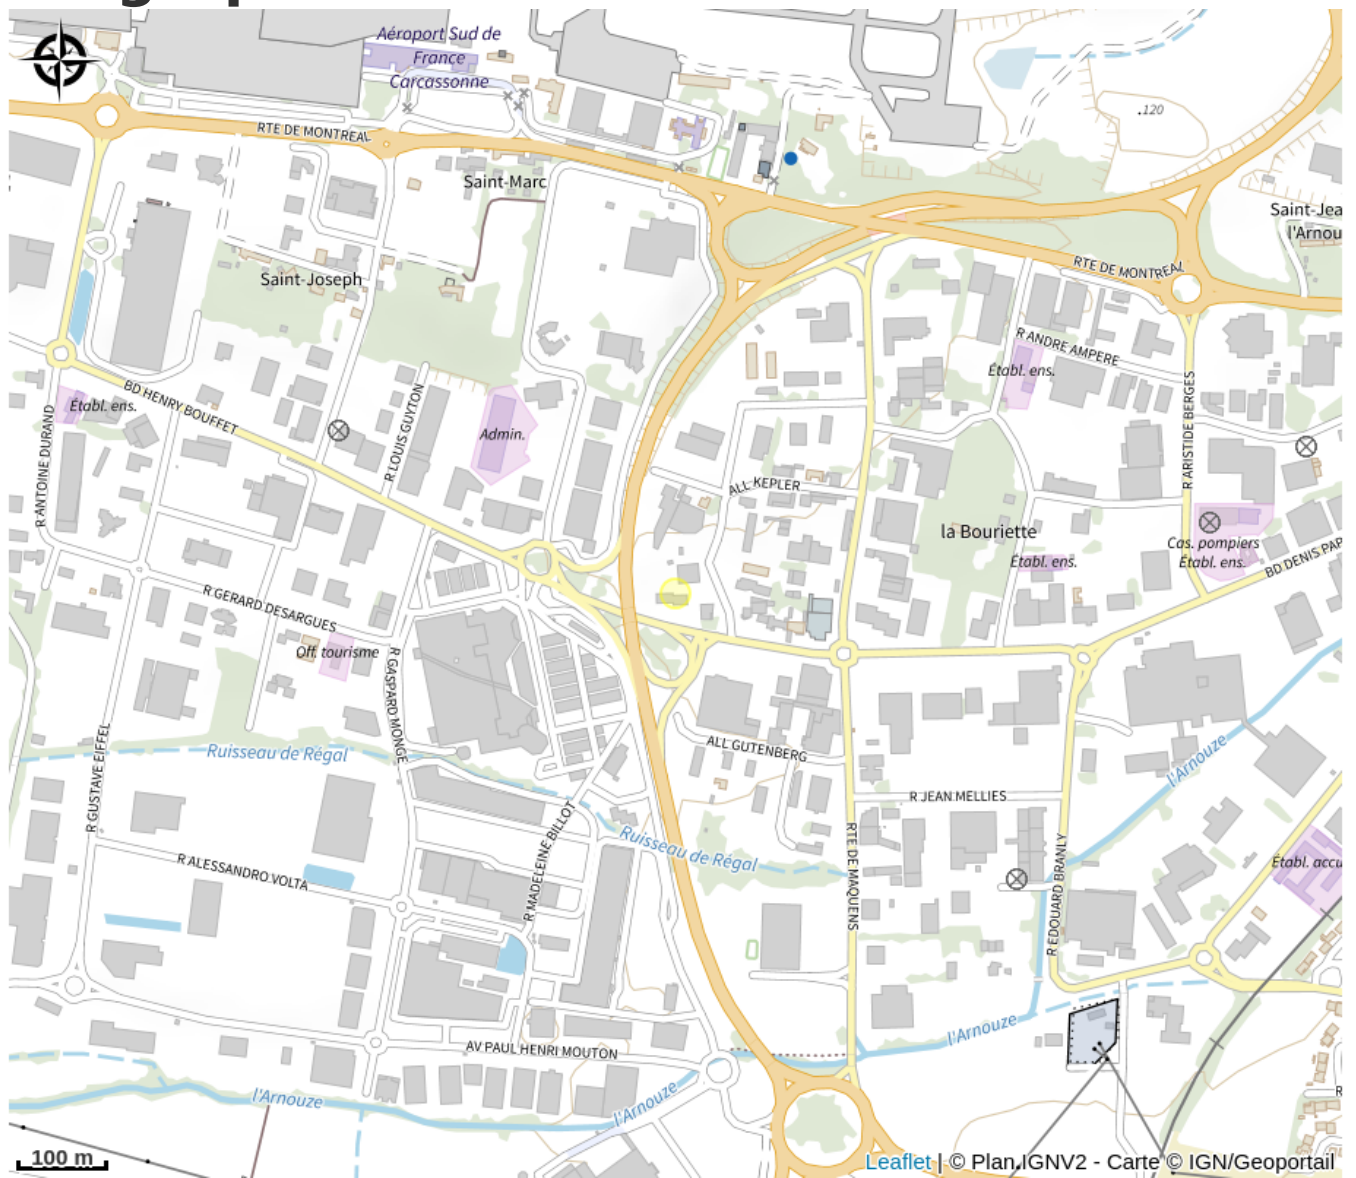 Aéroport Sud de
France
Carcassonne
.120
RTE DE MONTREAL
Saint-Marc
Saint-Jea
l'Arnou
RTE DE MONTREAL
Saint-Joseph
R ANDRE AMPERE
Établ. ens.
BD HENRY BOUFFET
Établ. ens.
R LOUIS GUYTON
R ARISTIDE BERGES
R ANTOINE DURAND
Admin.
ALL KEPLER
la Bouriette
Cas. pompiers
Établ. ens.
Établ. ens.
BD DENIS PAP
R GERARD DESARGUES
Off. tourisme
R GASPARD MONGE
R GUSTAVE EIFFEL
Ruisseau de Régal
ALL GUTENBERG
l'Arnouze
R JEAN MELLIES
R MADELEINE BILLOT
Ruisseau de Régal
RTE DE MAQUENS
R EDOUARD BRANLY
Établ. accu
R ALESSANDRO VOLTA
l'Arnouze
AV PAUL HENRI MOUTON
l'Arnouze
l'Arnouze
R
100 m
Leaflet | © Plan IGNV2 - Carte © IGN/Geoportail